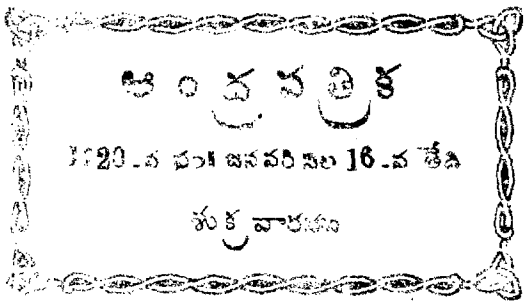 ఆంధ్రపత్రిక
1920-వ సం॥ జనవరి నెల 16-వ తేది
శుక్రవారము